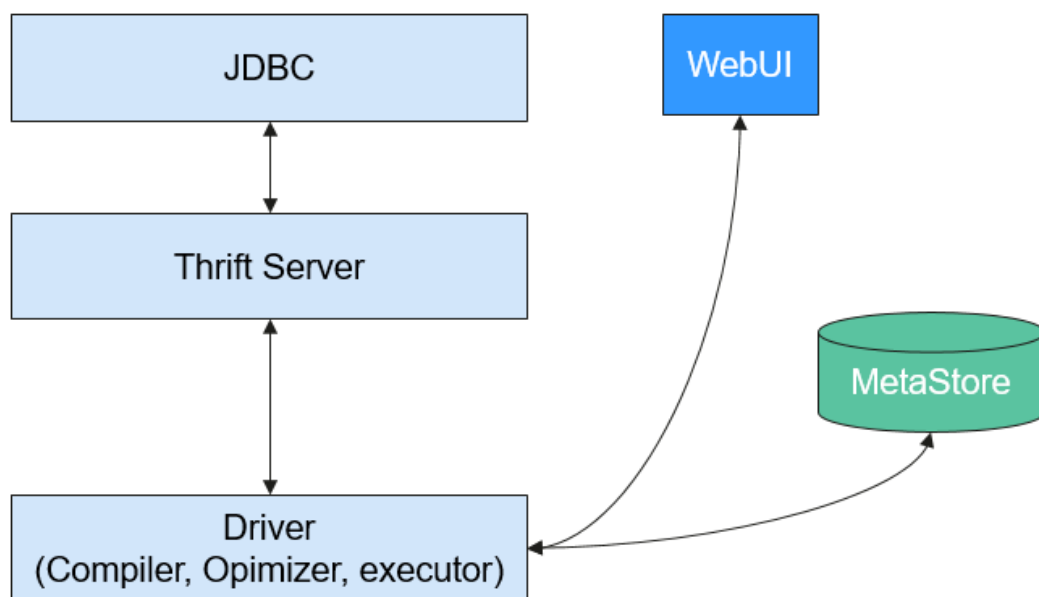 JDBC
WebUI
Thrift Server
MetaStore
Driver
(Compiler, Opimizer, executor)